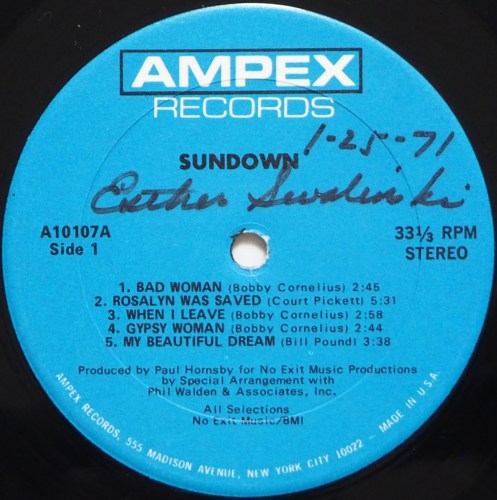 AMPEX
RECORDS
SUNDOWN
1-25-71
Esther
A10107A
Side 1
33⅓ RPM
STEREO
1. BAD WOMAN (Bobby Cornelius) 2:45
2. ROSALYN WAS SAVED (Court Pickett) 5:31
3. WHEN I LEAVE (Bobby Cornelius) 2:58
4. GYPSY WOMAN (Bobby Cornelius) 2:44
5. MY BEAUTIFUL DREAM (Bill Pound) 3:38
Produced by Paul Hornsby for No Exit Music Productions
by Special Arrangement with
Phil Walden & Associates, Inc.
All Selections
No Exit Music/BMI
AMPEX RECORDS, 555 MADISON AVENUE, NEW YORK CITY 10022 - MADE IN U.S.A.